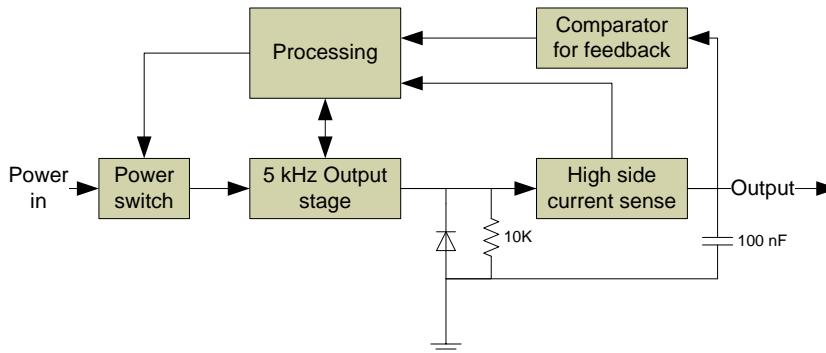 Processing
Comparator
for feedback
Power
in
Power
switch
5 kHz Output
stage
High side
current sense
Output
10K
100 nF